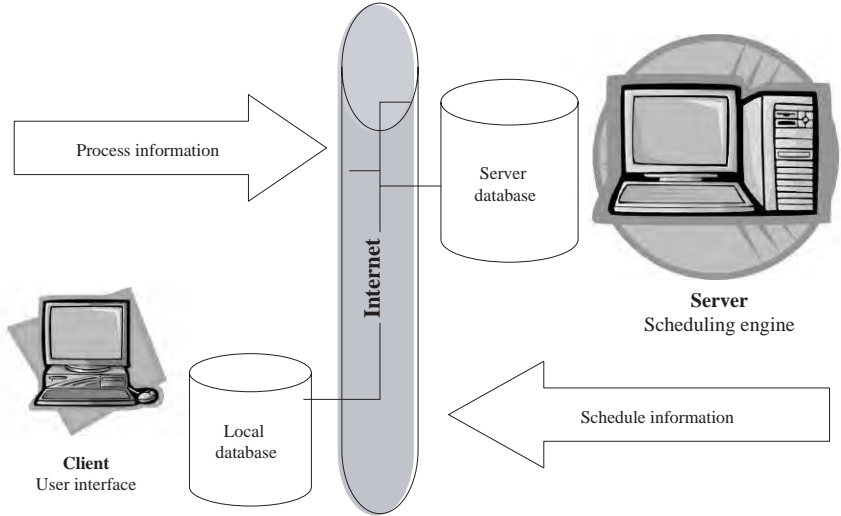 Process information
Server
database
Internet
Server
Scheduling engine
Schedule information
Local
database
Client
User interface